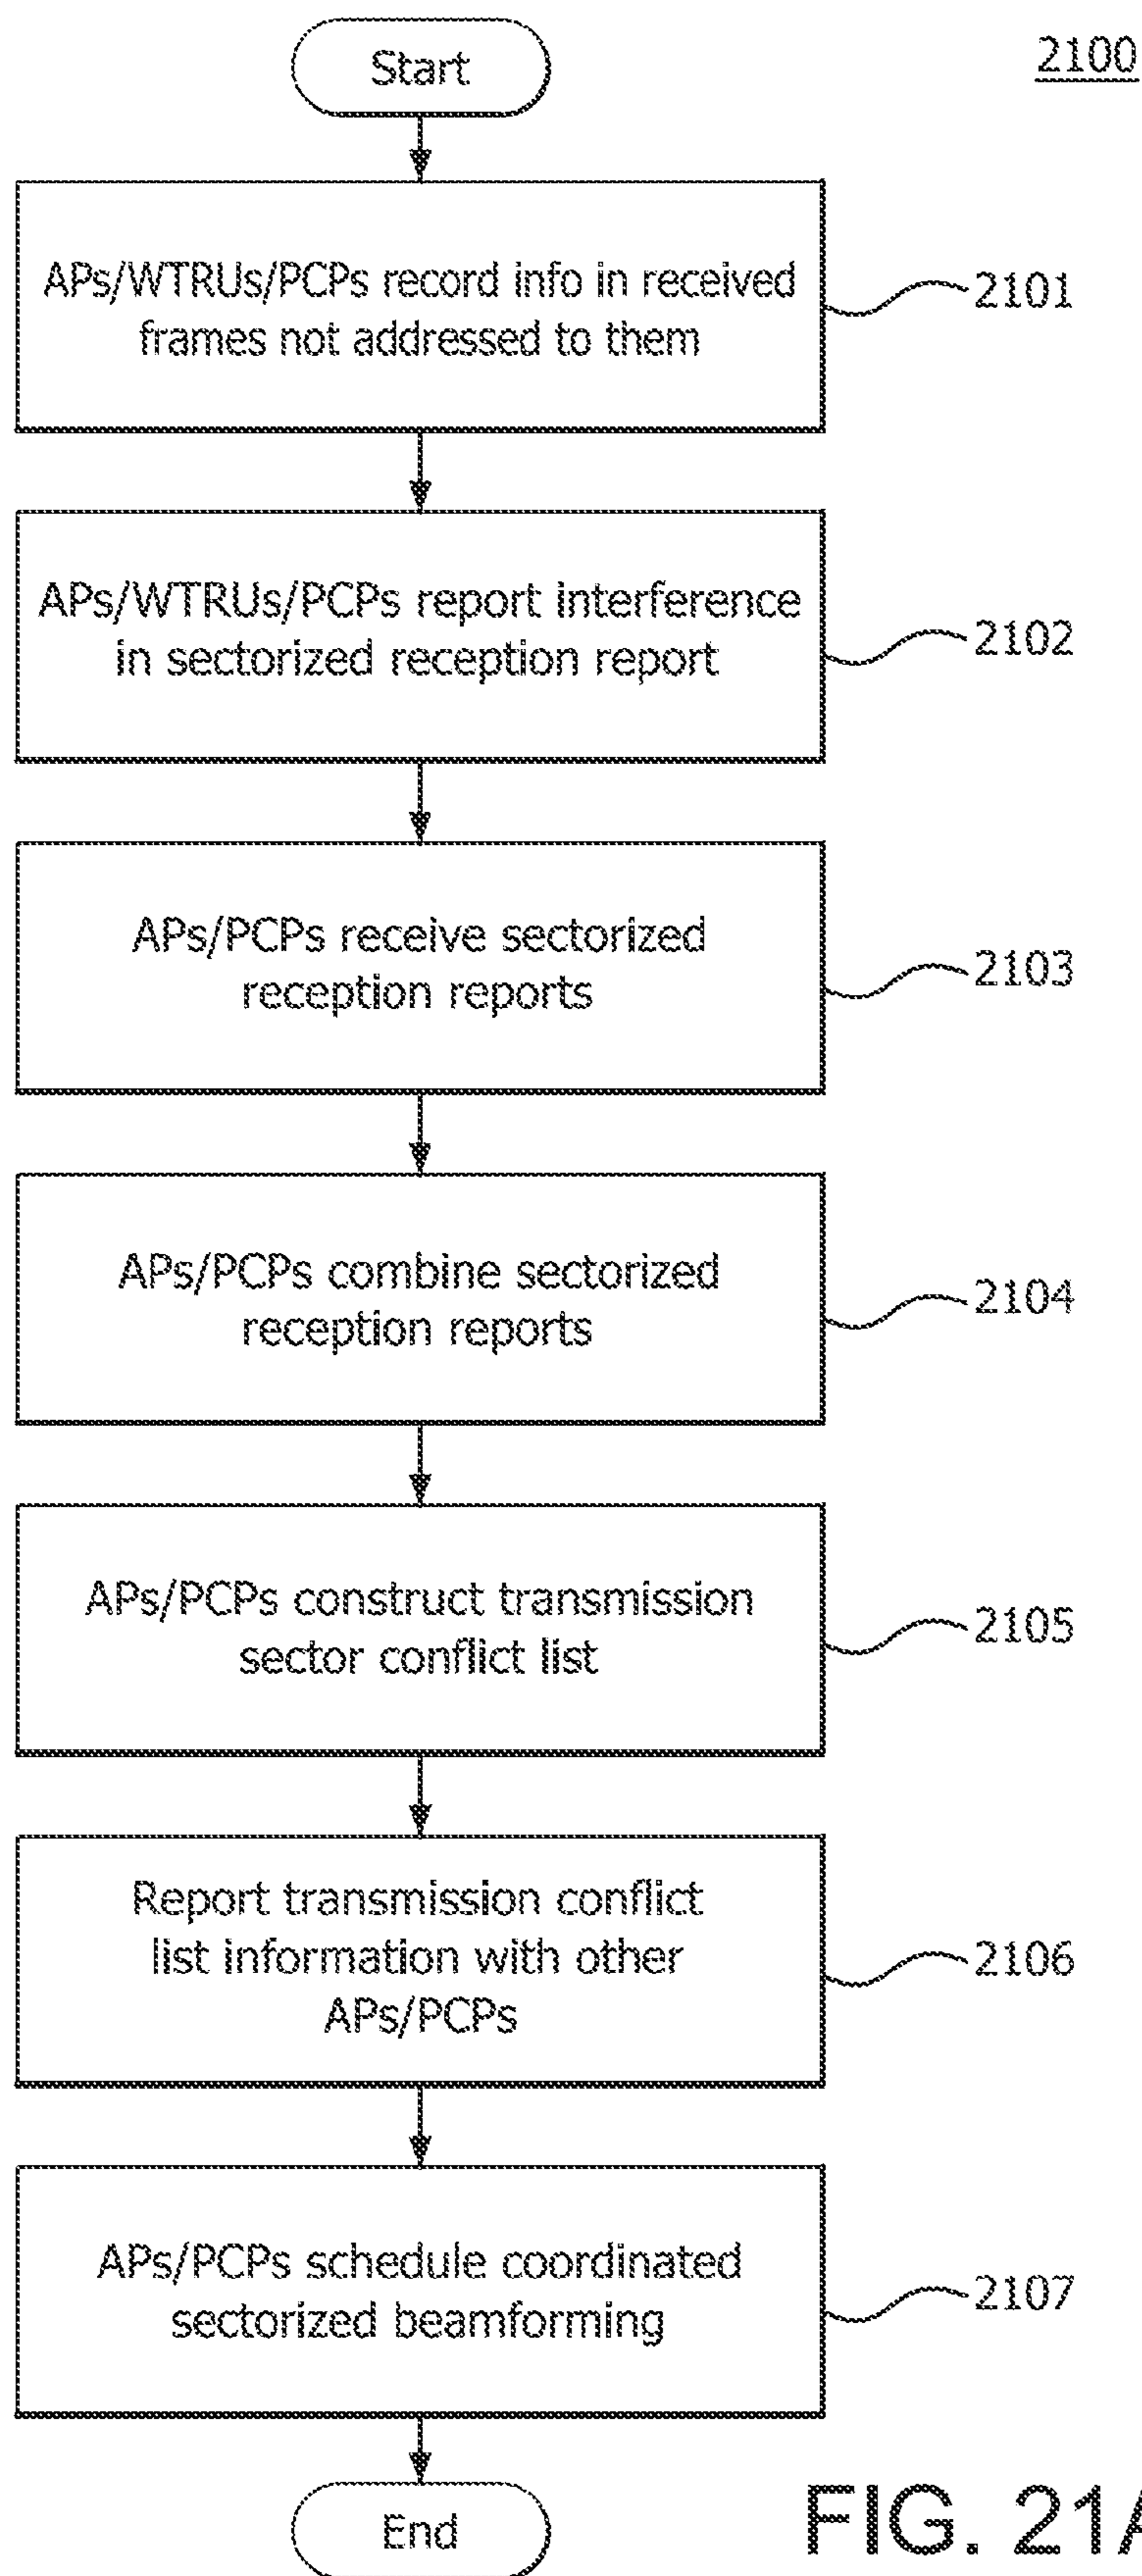 Start
2100
APs/WTRUs/PCPs record info in received
frames not addressed to them
2101
APs/WTRUs/PCPs report interference
in sectorized reception report
2102
APs/PCPs receive sectorized
reception reports
2103
APs/PCPs combine sectorized
reception reports
2104
APs/PCPs construct transmission
sector conflict list
2105
Report transmission conflict
list information with other
APs/PCPs
2106
APs/PCPs schedule coordinated
sectorized beamforming
2107
End
FIG. 21A